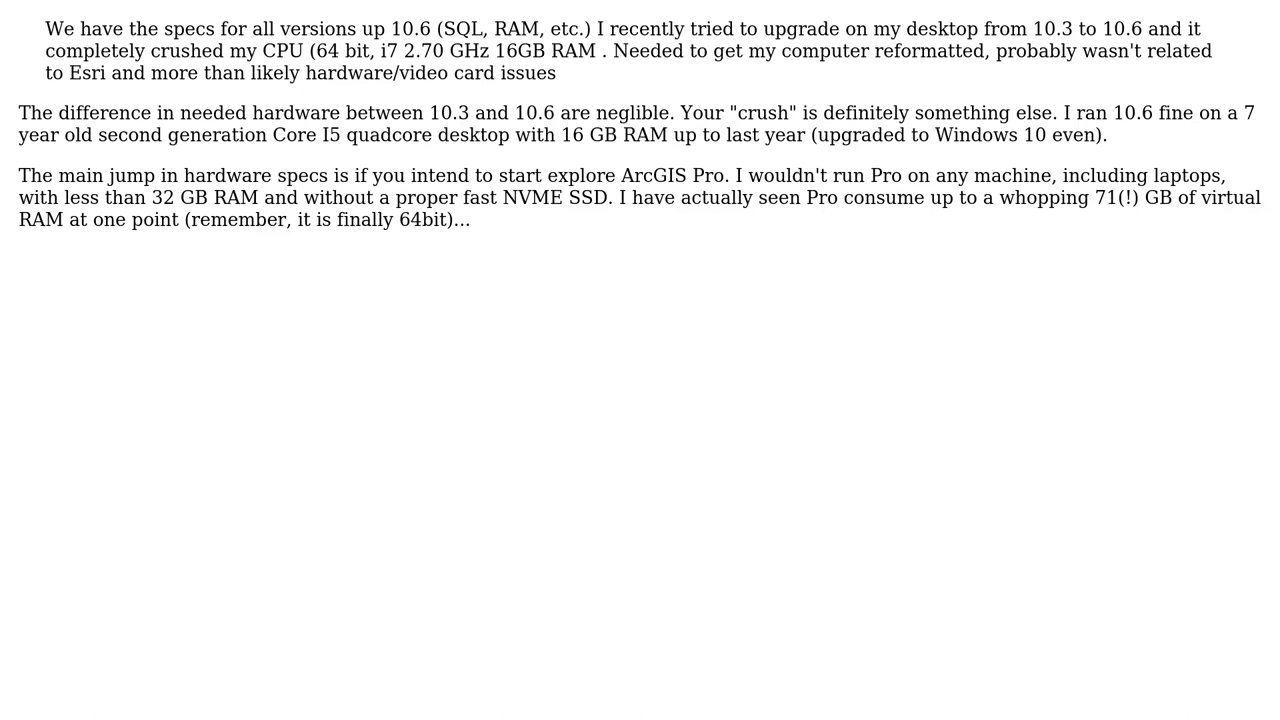 We have the specs for all versions up 10.6 (SQL, RAM, etc.) I recently tried to upgrade on my desktop from 10.3 to 10.6 and it
completely crushed my CPU (64 bit, i7 2.70 GHz 16GB RAM . Needed to get my computer reformatted, probably wasn't related
to Esri and more than likely hardware/video card issues
The difference in needed hardware between 10.3 and 10.6 are neglible. Your "crush" is definitely something else. I ran 10.6 fine on a 7
year old second generation Core I5 quadcore desktop with 16 GB RAM up to last year (upgraded to Windows 10 even).
The main jump in hardware specs is if you intend to start explore ArcGIS Pro. I wouldn't run Pro on any machine, including laptops,
with less than 32 GB RAM and without a proper fast NVME SSD. I have actually seen Pro consume up to a whopping 71(!) GB of virtual
RAM at one point (remember, it is finally 64bit)...